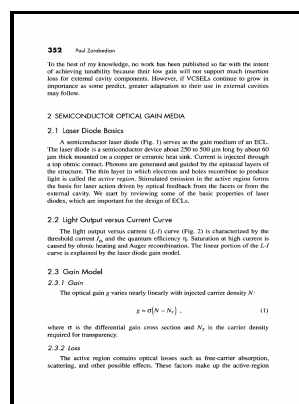 352 Paul Zorabedian
To the best of my knowledge, no work has been published so far with the intent
of achieving tunability because their low gain will not support much insertion
loss for external cavity components. However, if VCSELs continue to grow in
importance as some predict, greater adaptation to their use in external cavities
may follow.
2 SEMICONDUCTOR OPTICAL GAIN MEDIA
2.1 Laser Diode Basics
A semiconductor laser diode (Fig. 1) serves as the gain medium of an ECL.
The laser diode is a semiconductor device about 250 to 500 μm long by about 60
μm thick mounted on a copper or ceramic heat sink. Current is injected through
a top ohmic contact. Photons are generated and guided by the epitaxial layers of
the structure. The thin layer in which electrons and holes recombine to produce
light is called the active region. Stimulated emission in the active region forms
the basis for laser action driven by optical feedback from the facets or from the
external cavity. We start by reviewing some of the basic properties of laser
diodes, which are important for the design of ECLs.
2.2 Light Output versus Current Curve
The light output versus current (L-I) curve (Fig. 2) is characterized by the
threshold current Ith and the quantum efficiency η. Saturation at high current is
caused by ohmic heating and Auger recombination. The linear portion of the L-I
curve is explained by the laser diode gain model.
2.3 Gain Model
2.3.1 Gain
The optical gain g varies nearly linearly with injected carrier density N:
g ≈ σ(N – NT) , (1)
where σ is the differential gain cross section and NT is the carrier density
required for transparency.
2.3.2 Loss
The active region contains optical losses such as free-carrier absorption,
scattering, and other possible effects. These factors make up the active-region